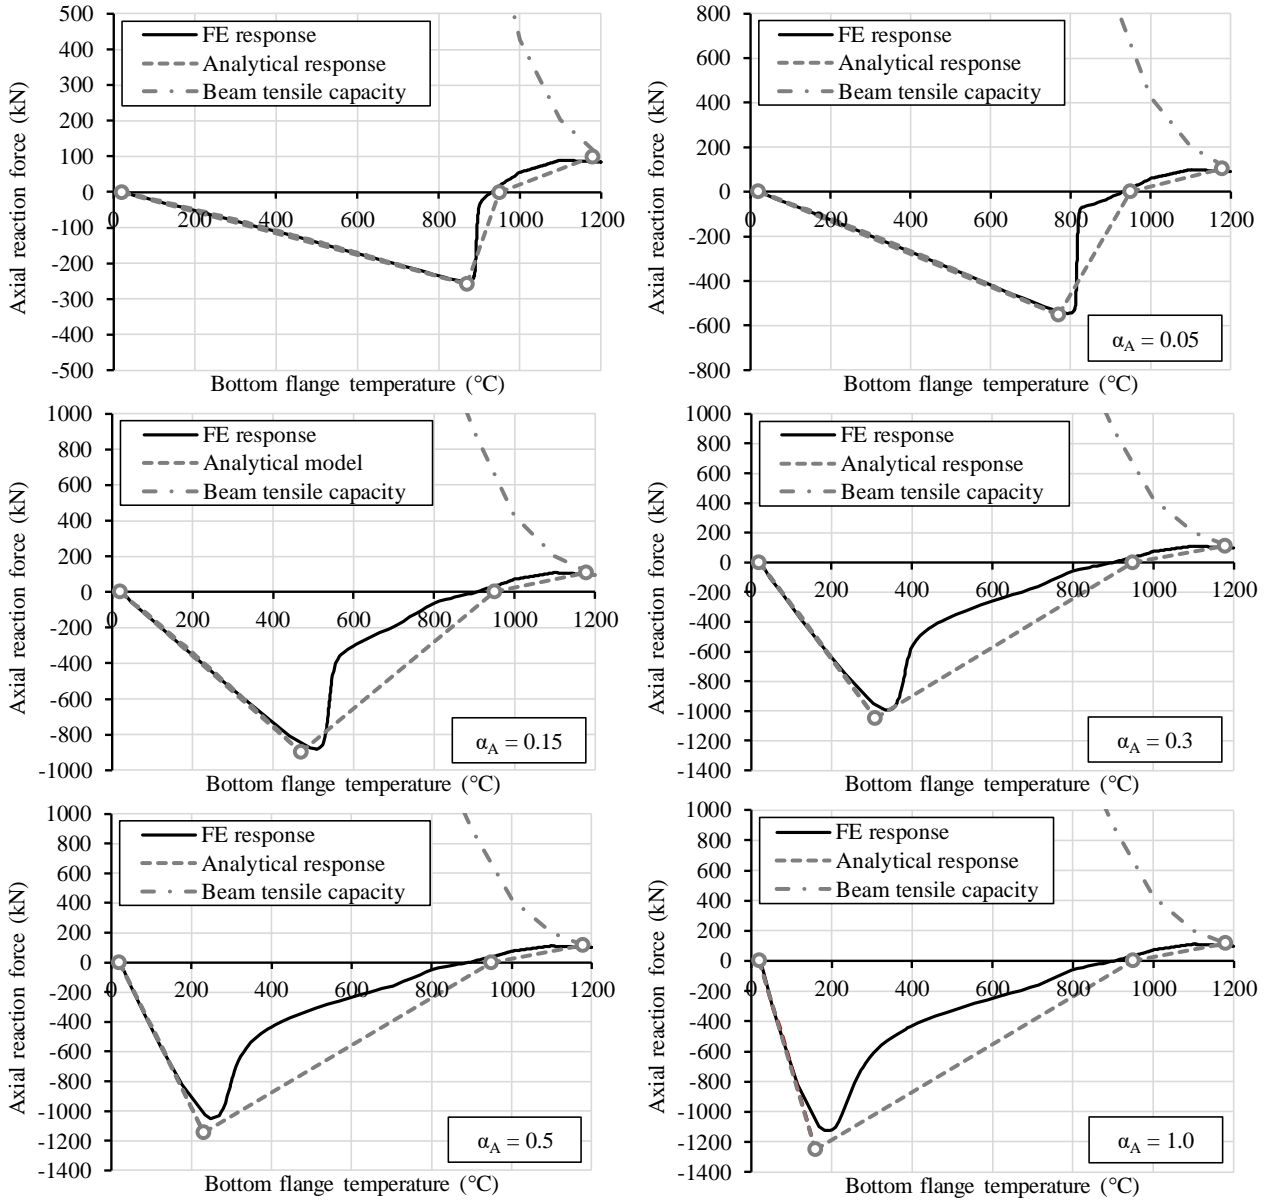 500
400
300
200
100
0
-100
-200
-300
-400
-500
0 200 400 600 800 1000 1200
Axial reaction force (kN)
Bottom flange temperature (°C)
FE response
Analytical response
Beam tensile capacity
800
600
400
200
0
-200
-400
-600
-800
0 200 400 600 800 1000 1200
Axial reaction force (kN)
Bottom flange temperature (°C)
FE response
Analytical response
Beam tensile capacity
αA = 0.05
1000
800
600
400
200
0
-200
-400
-600
-800
-1000
0 200 400 600 800 1000 1200
Axial reaction force (kN)
Bottom flange temperature (°C)
FE response
Analytical model
Beam tensile capacity
αA = 0.15
1000
800
600
400
200
0
-200
-400
-600
-800
-1000
-1200
-1400
0 200 400 600 800 1000 1200
Axial reaction force (kN)
Bottom flange temperature (°C)
FE response
Analytical response
Beam tensile capacity
αA = 0.3
1000
800
600
400
200
0
-200
-400
-600
-800
-1000
-1200
-1400
0 200 400 600 800 1000 1200
Axial reaction force (kN)
Bottom flange temperature (°C)
FE response
Analytical response
Beam tensile capacity
αA = 0.5
1000
800
600
400
200
0
-200
-400
-600
-800
-1000
-1200
-1400
0 200 400 600 800 1000 1200
Axial reaction force (kN)
Bottom flange temperature (°C)
FE response
Analytical response
Beam tensile capacity
αA = 1.0